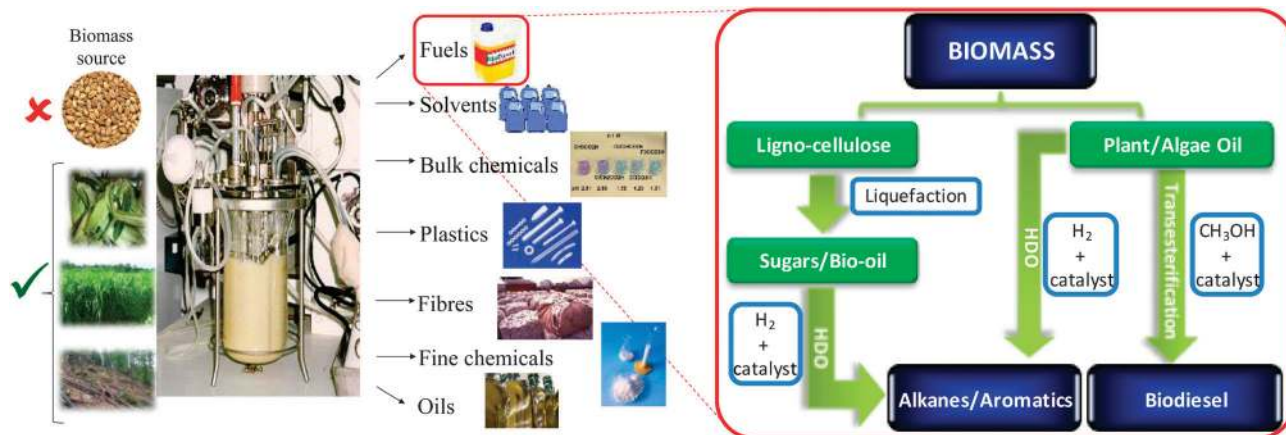 Biomass
source
Fuels
Solvents
Bulk chemicals
Plastics
Fibres
Fine chemicals
Oils
BIOMASS
Ligno-cellulose
Plant/Algae Oil
Liquefaction
HDO
H₂
+
catalyst
Transesterification
CH₃OH
+
catalyst
Sugars/Bio-oil
H₂
+
catalyst
HDO
Alkanes/Aromatics
Biodiesel